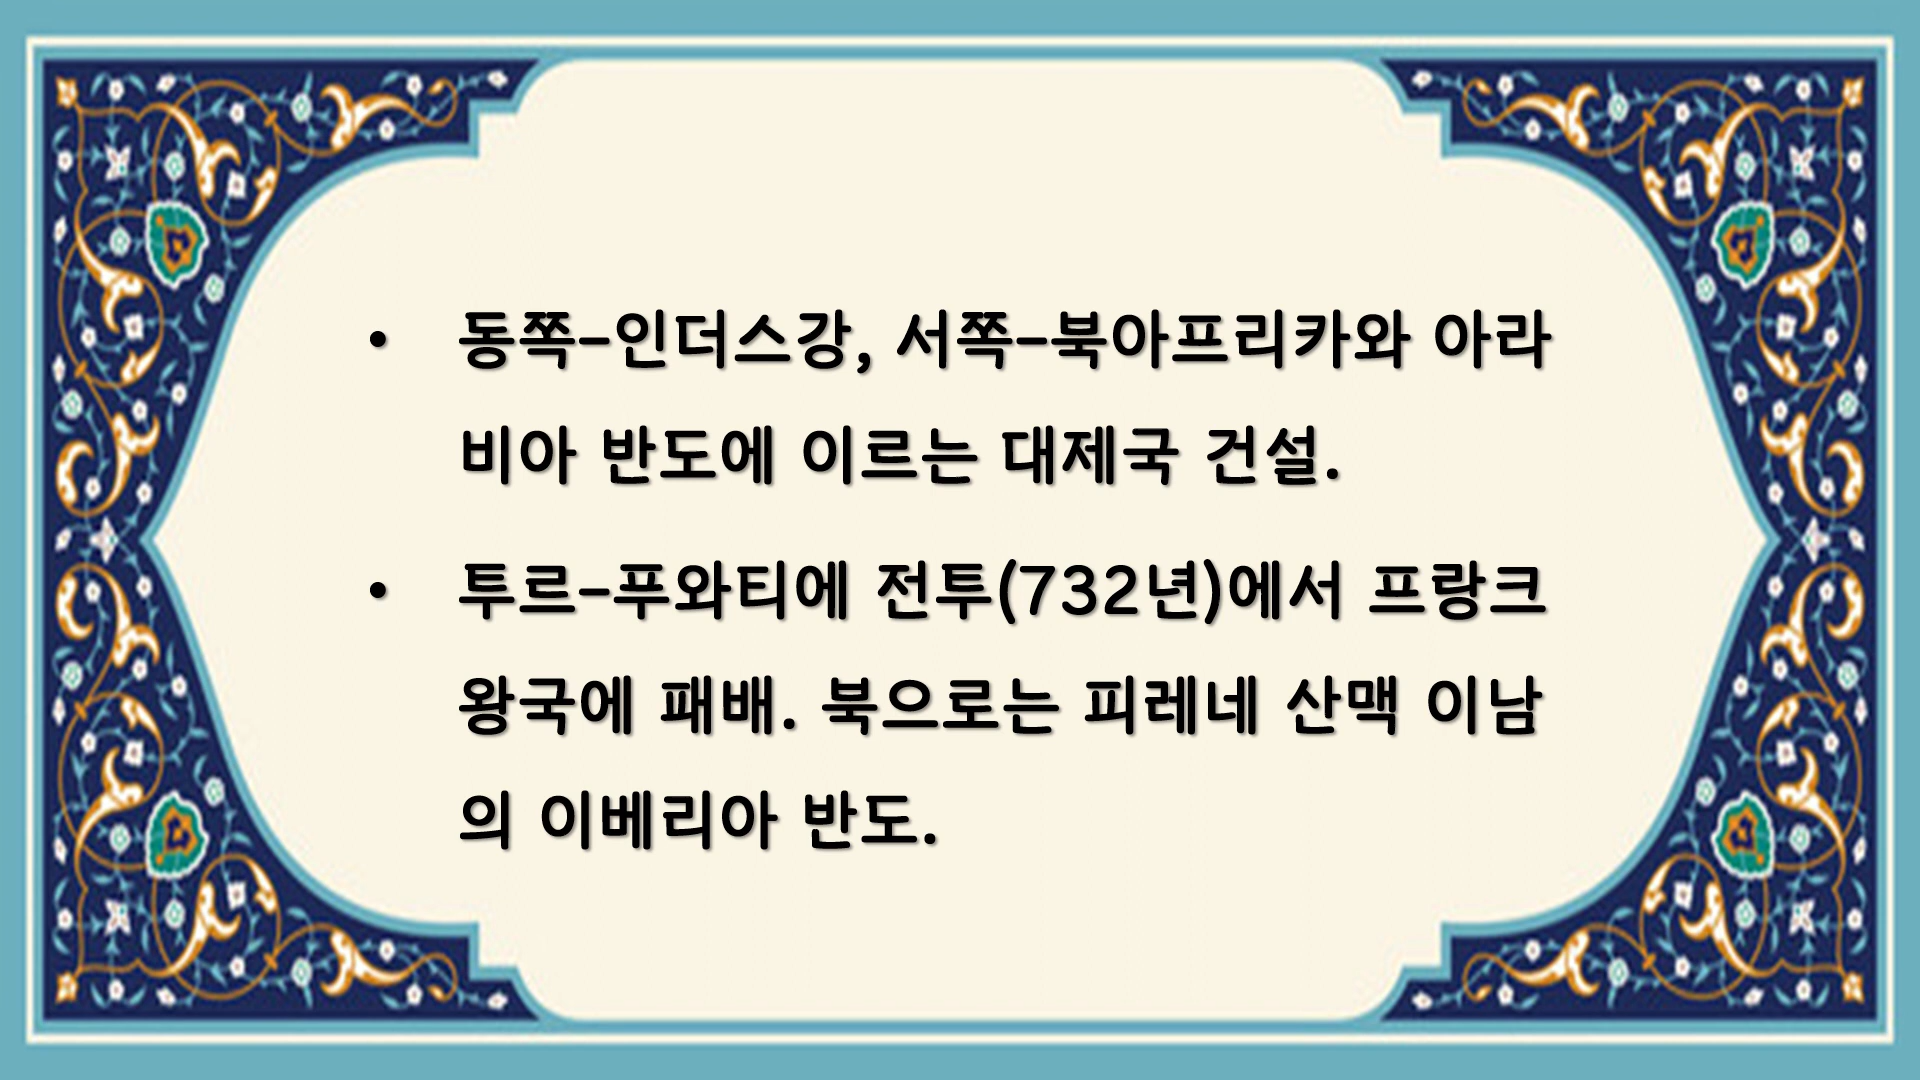 • 동쪽-인더스강, 서쪽-북아프리카와 아라
비아 반도에 이르는 대제국 건설.
• 투르-푸와티에 전투(732년)에서 프랑크
왕국에 패배. 북으로는 피레네 산맥 이남
의 이베리아 반도.